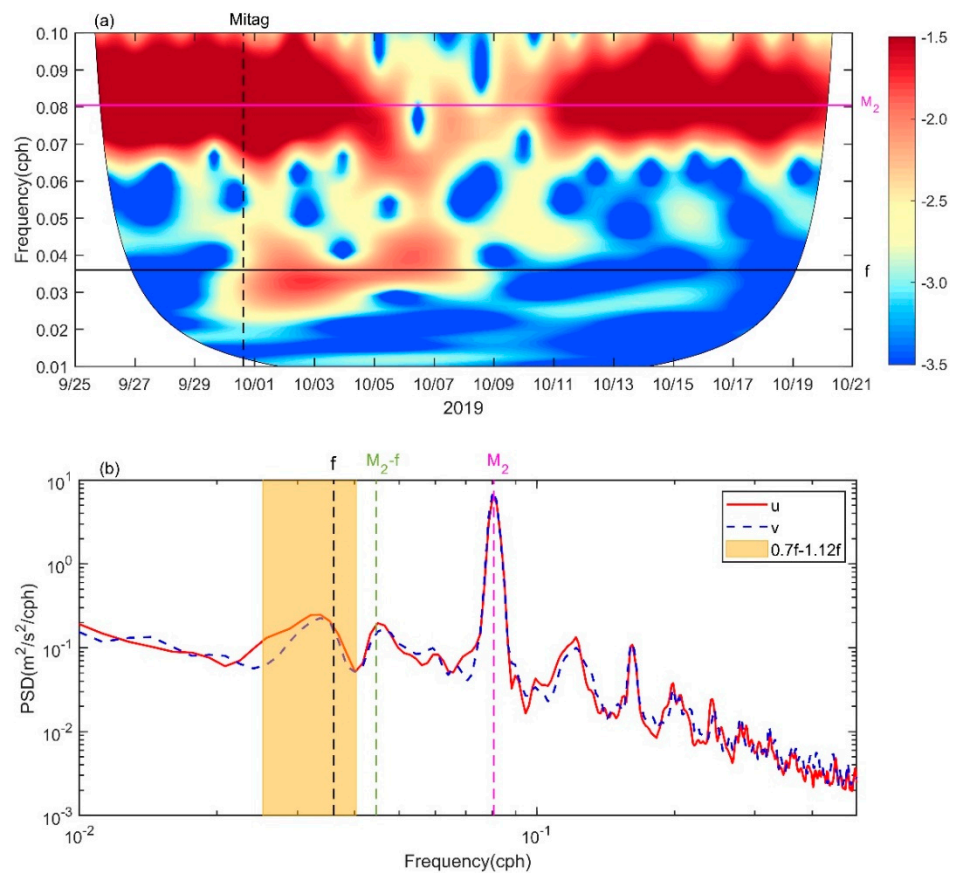 (a)
Mitag
0.10
0.09
0.08
0.07
0.06
0.05
0.04
0.03
0.02
0.01
Frequency(cph)
M2
f
9/25 9/27 9/29 10/01 10/03 10/05 10/07 10/09 10/11 10/13 10/15 10/17 10/19 10/21
2019
-1.5
-2.0
-2.5
-3.0
-3.5
(b)
f
M2-f
M2
10^1
10^0
10^-1
10^-2
10^-3
PSD(m^2/s^2/cph)
u
v
0.7f-1.12f
10^-2 10^-1
Frequency(cph)